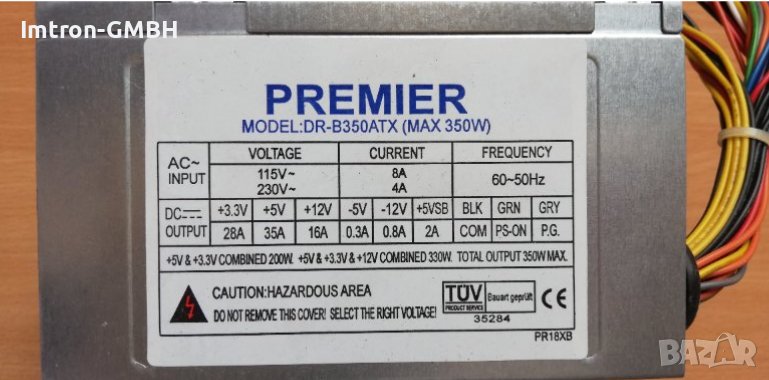 Imtron-GMBH
PREMIER
MODEL:DR-B350ATX (MAX 350W)
AC~ INPUT VOLTAGE CURRENT FREQUENCY
115V~ 8A 60~50Hz
230V~ 4A
DC⎓ OUTPUT +3.3V +5V +12V -5V -12V +5VSB BLK GRN GRY
28A 35A 16A 0.3A 0.8A 2A COM PS-ON P.G.
+5V & +3.3V COMBINED 200W. +5V & +3.3V & +12V COMBINED 330W. TOTAL OUTPUT 350W MAX.
CAUTION:HAZARDOUS AREA
DO NOT REMOVE THIS COVER! SELECT THE RIGHT VOLTAGE!
TÜV Bauart geprüft CE
PRODUCT SERVICE
35284
PR18XB
BAZAR